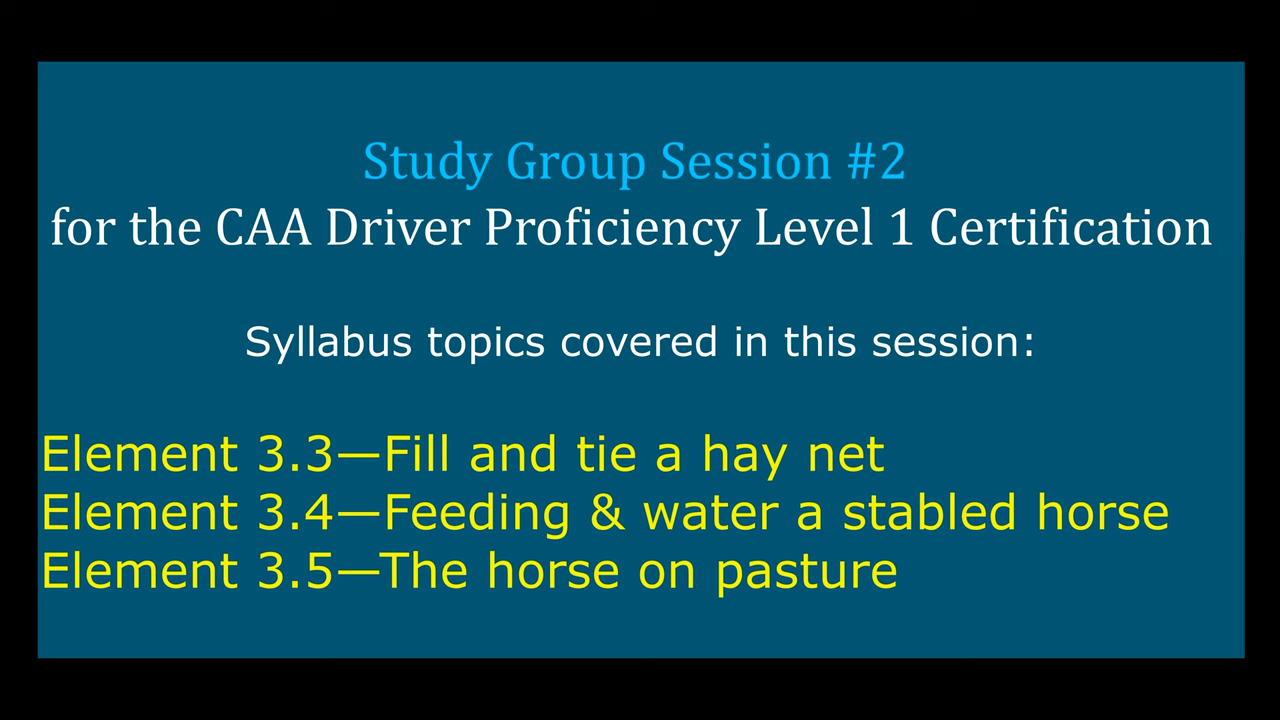 Study Group Session #2
for the CAA Driver Proficiency Level 1 Certification
Syllabus topics covered in this session:
Element 3.3—Fill and tie a hay net
Element 3.4—Feeding & water a stabled horse
Element 3.5—The horse on pasture